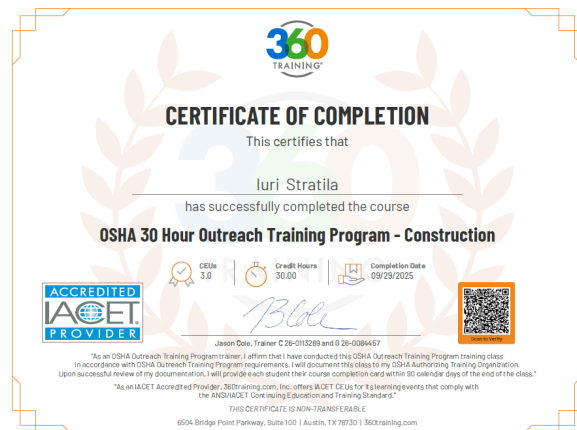 360
TRAINING®
CERTIFICATE OF COMPLETION
This certifies that
Iuri Stratila
has successfully completed the course
OSHA 30 Hour Outreach Training Program - Construction
CEUs
3.0
Credit Hours
30.00
Completion Date
09/29/2025
ACCREDITED
IACET
PROVIDER
Scan to Verify
Jason Cole, Trainer C 26-0113289 and G 26-0084457
"As an OSHA Outreach Training Program trainer, I affirm that I have conducted this OSHA Outreach Training Program training class
in accordance with OSHA Outreach Training Program requirements. I will document this class to my OSHA Authorizing Training Organization.
Upon successful review of my documentation, I will provide each student their course completion card within 90 calendar days of the end of the class."
"As an IACET Accredited Provider, 360training.com, Inc. offers IACET CEUs for its learning events that comply with
the ANSI/IACET Continuing Education and Training Standard."
THIS CERTIFICATE IS NON-TRANSFERABLE
6504 Bridge Point Parkway, Suite 100 | Austin, TX 78730 | 360training.com